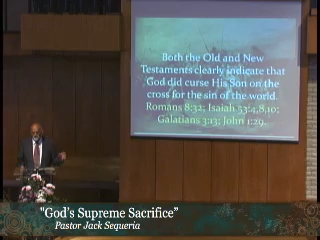 Both the Old and New
Testaments clearly indicate that
God did curse His Son on the
cross for the sin of the world.
Romans 8:32; Isaiah 53:4,8,10;
Galatians 3:13; John 1:29.
"God's Supreme Sacrifice"
Pastor Jack Sequeria